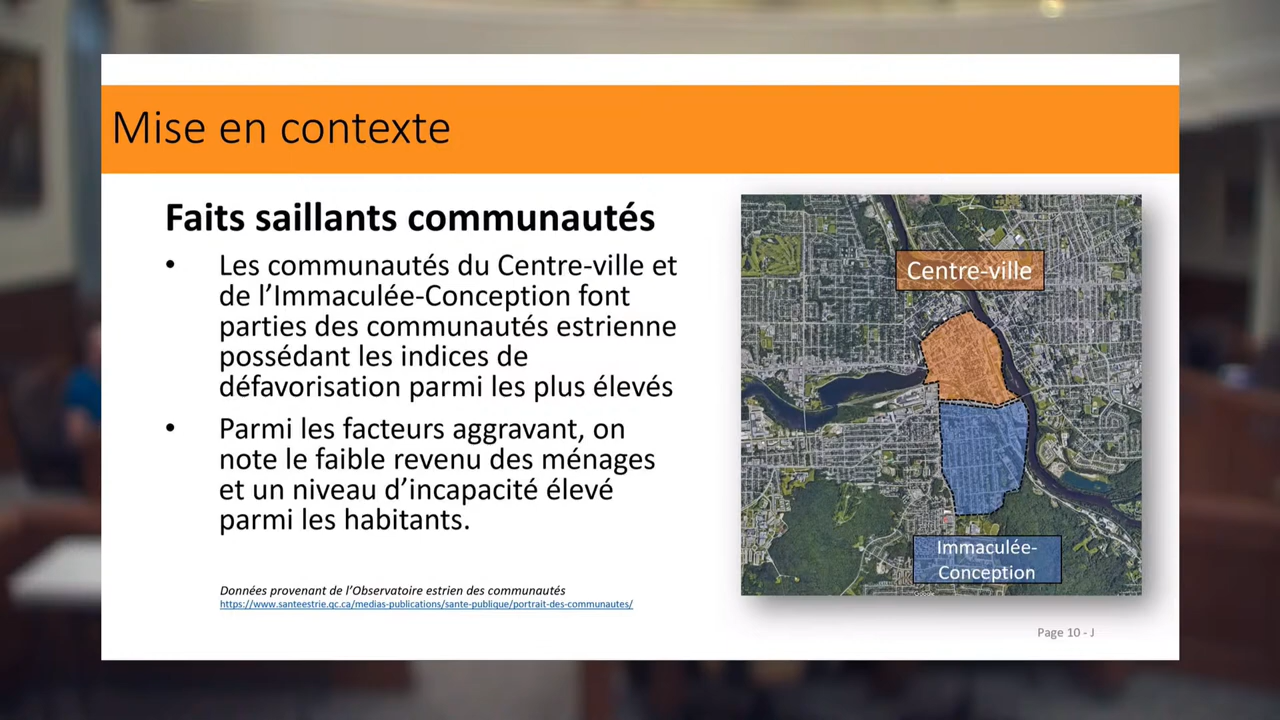 Mise en contexte
Faits saillants communautés
• Les communautés du Centre-ville et
de l’Immaculée-Conception font
parties des communautés estrienne
possédant les indices de
défavorisation parmi les plus élevés
• Parmi les facteurs aggravant, on
note le faible revenu des ménages
et un niveau d’incapacité élevé
parmi les habitants.
Données provenant de l’Observatoire estrien des communautés
https://www.santeestrie.qc.ca/medias-publications/sante-publique/portrait-des-communautes/
Centre-ville
Immaculée-
Conception
Page 10 - J